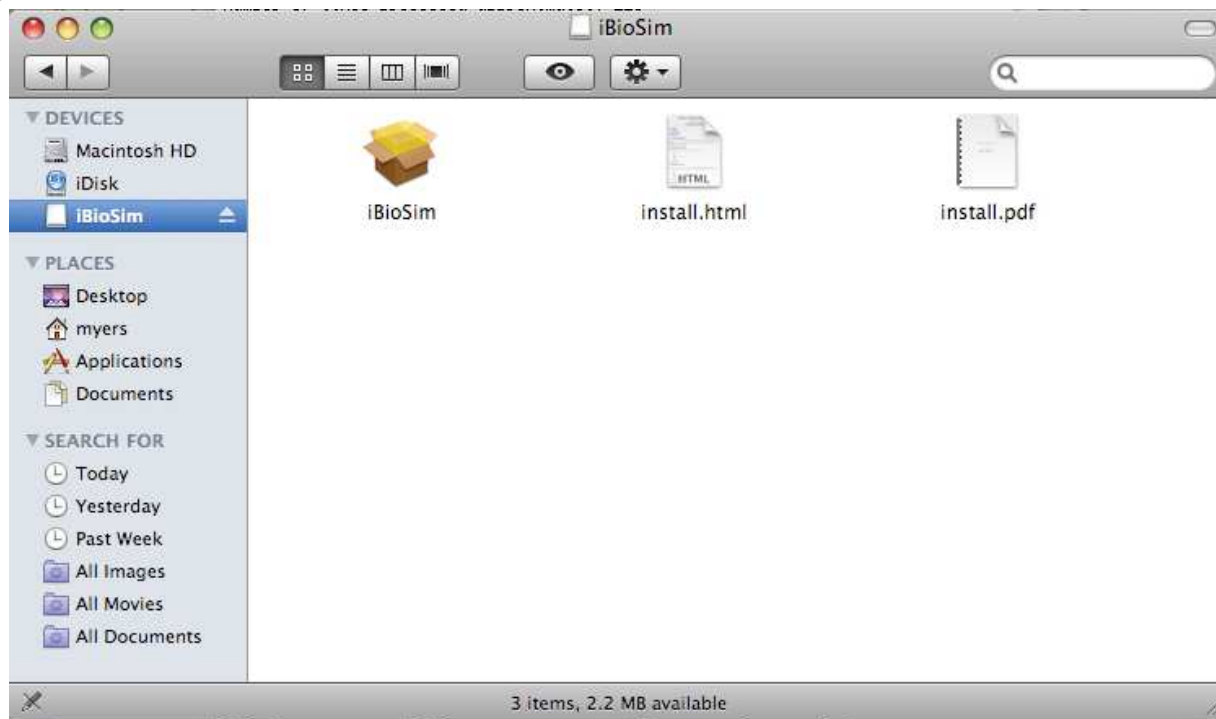 iBioSim
DEVICES
Macintosh HD
iDisk
iBioSim
PLACES
Desktop
myers
Applications
Documents
SEARCH FOR
Today
Yesterday
Past Week
All Images
All Movies
All Documents
iBioSim
HTML
install.html
install.pdf
3 items, 2.2 MB available